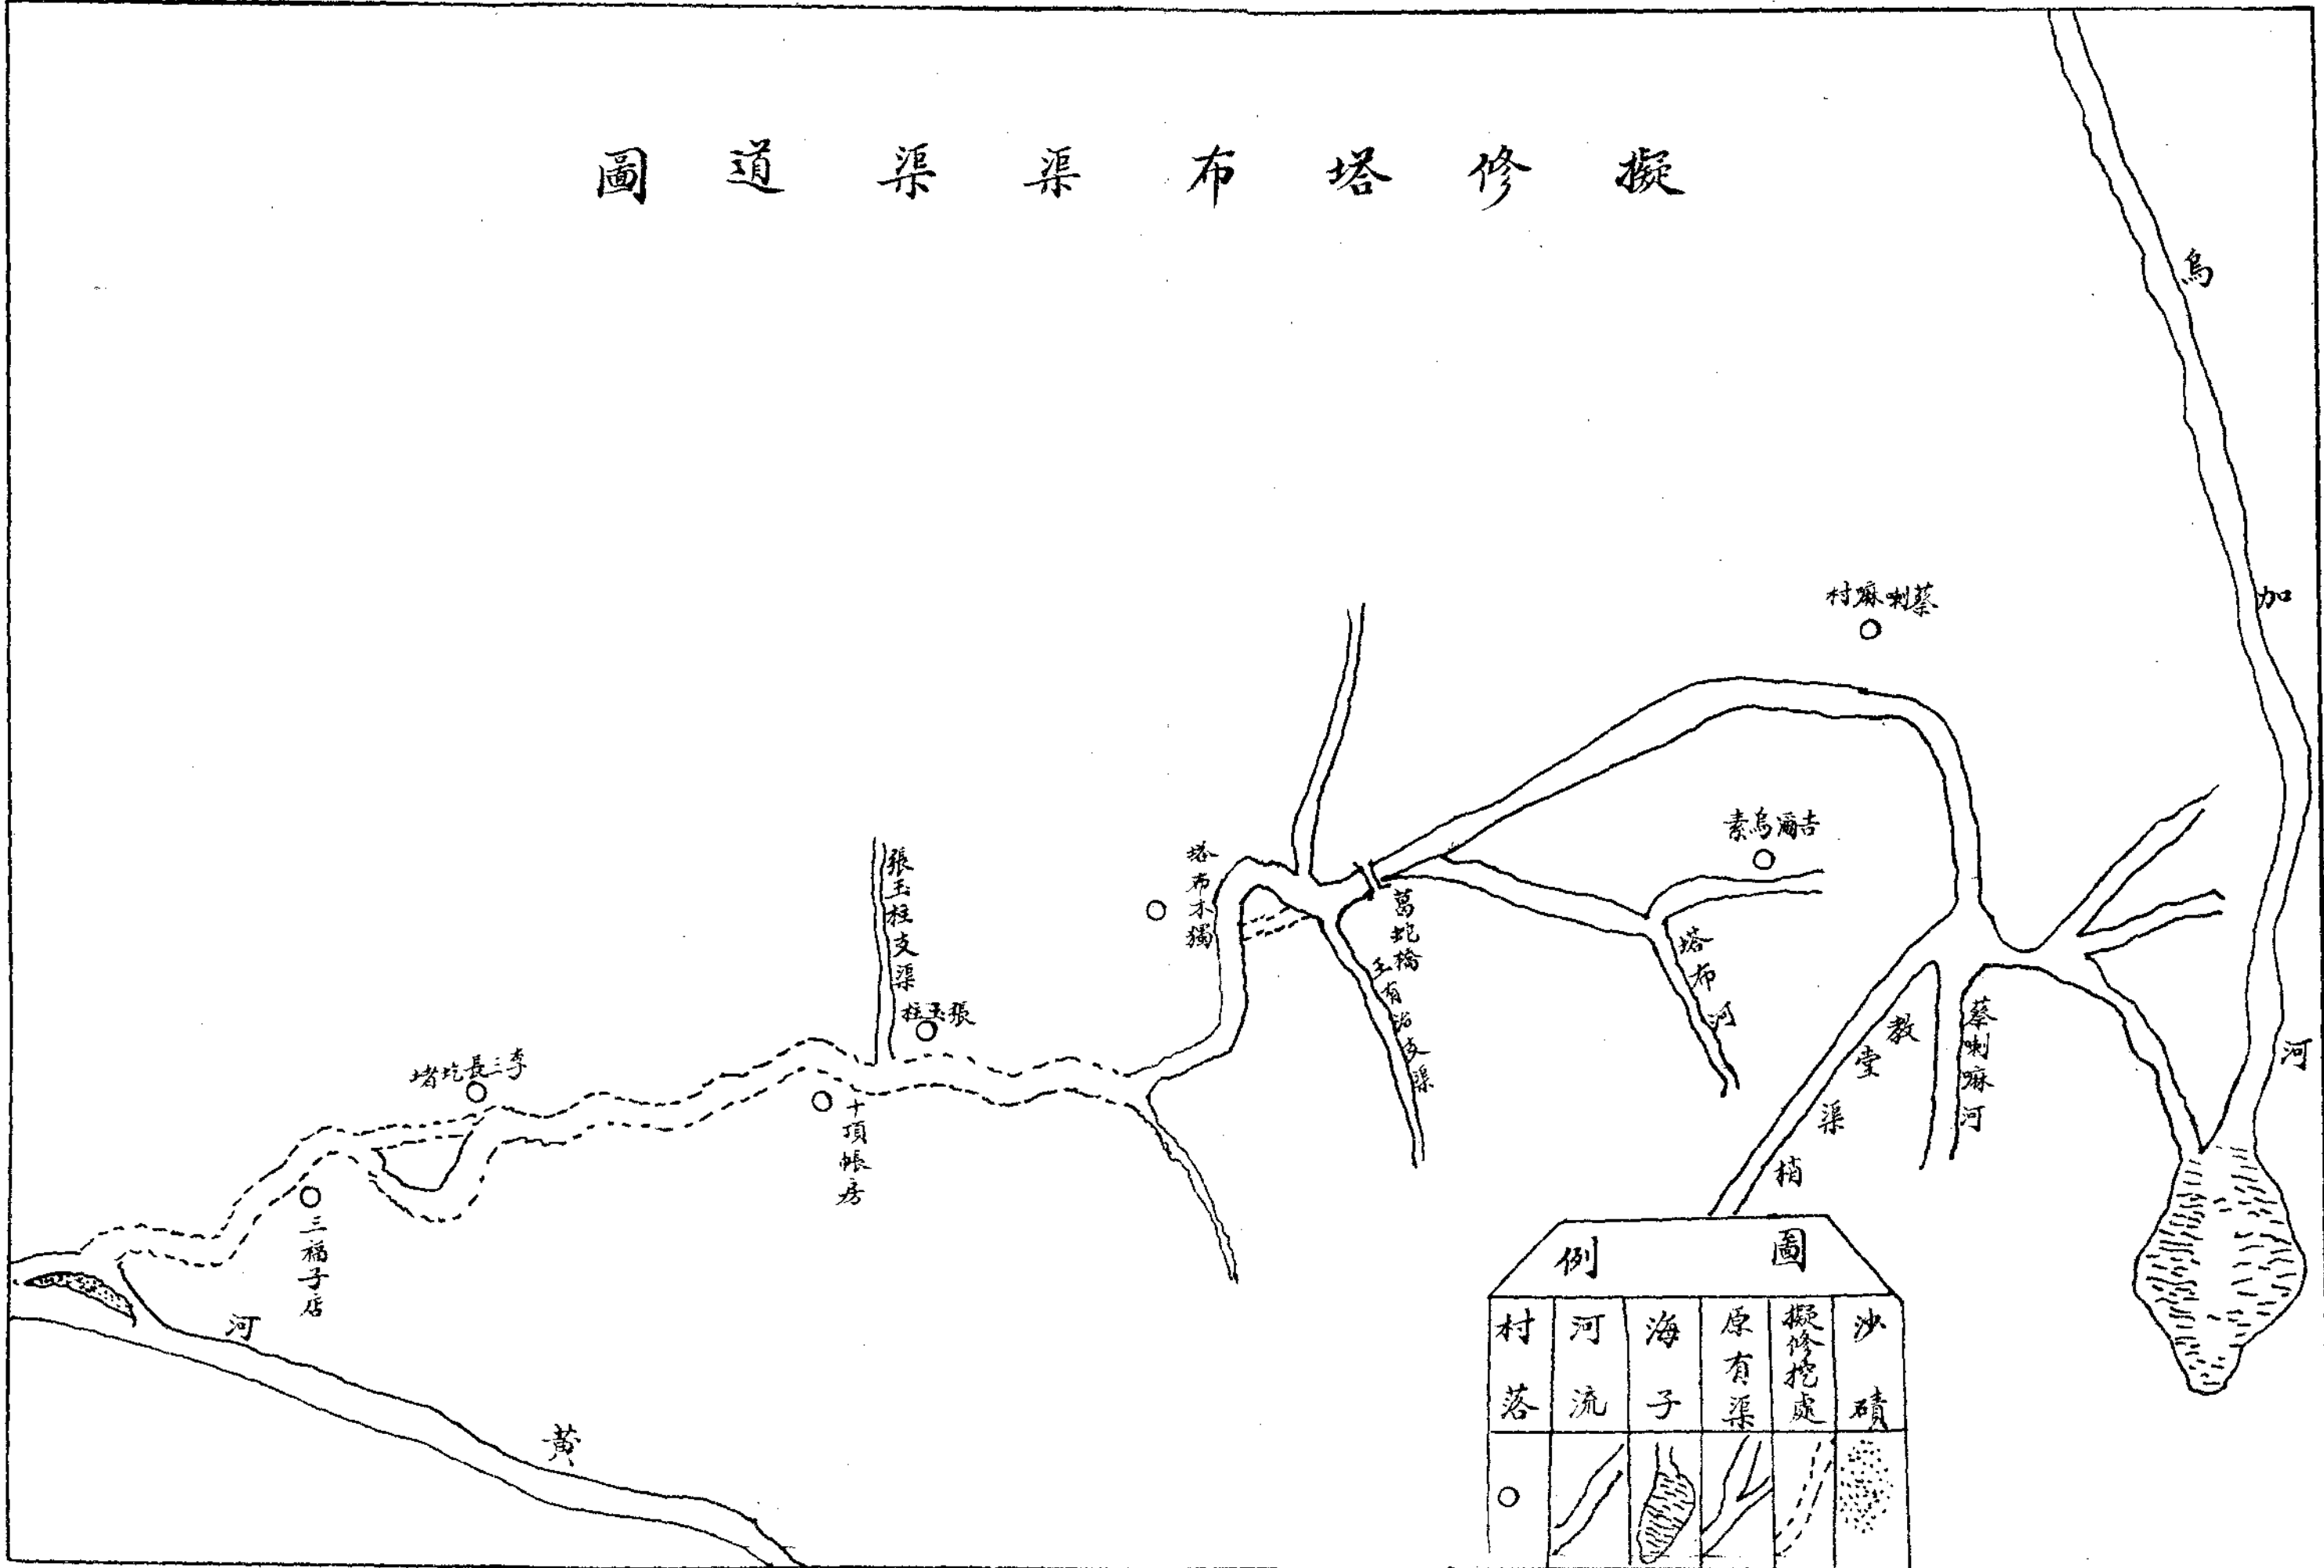 擬修塔布渠渠道圖
烏加河
蔡喇嘛村
吉爾烏素
塔布河
蔡喇嘛河
教堂渠梢
葛蛇橋
王有治支渠
塔布木獨
張玉柱支渠
張玉柱
十頂帳房
李三長圪堵
三福子店
黄河
圖例
沙磧
擬修挖處
原有渠
海子
河流
村落